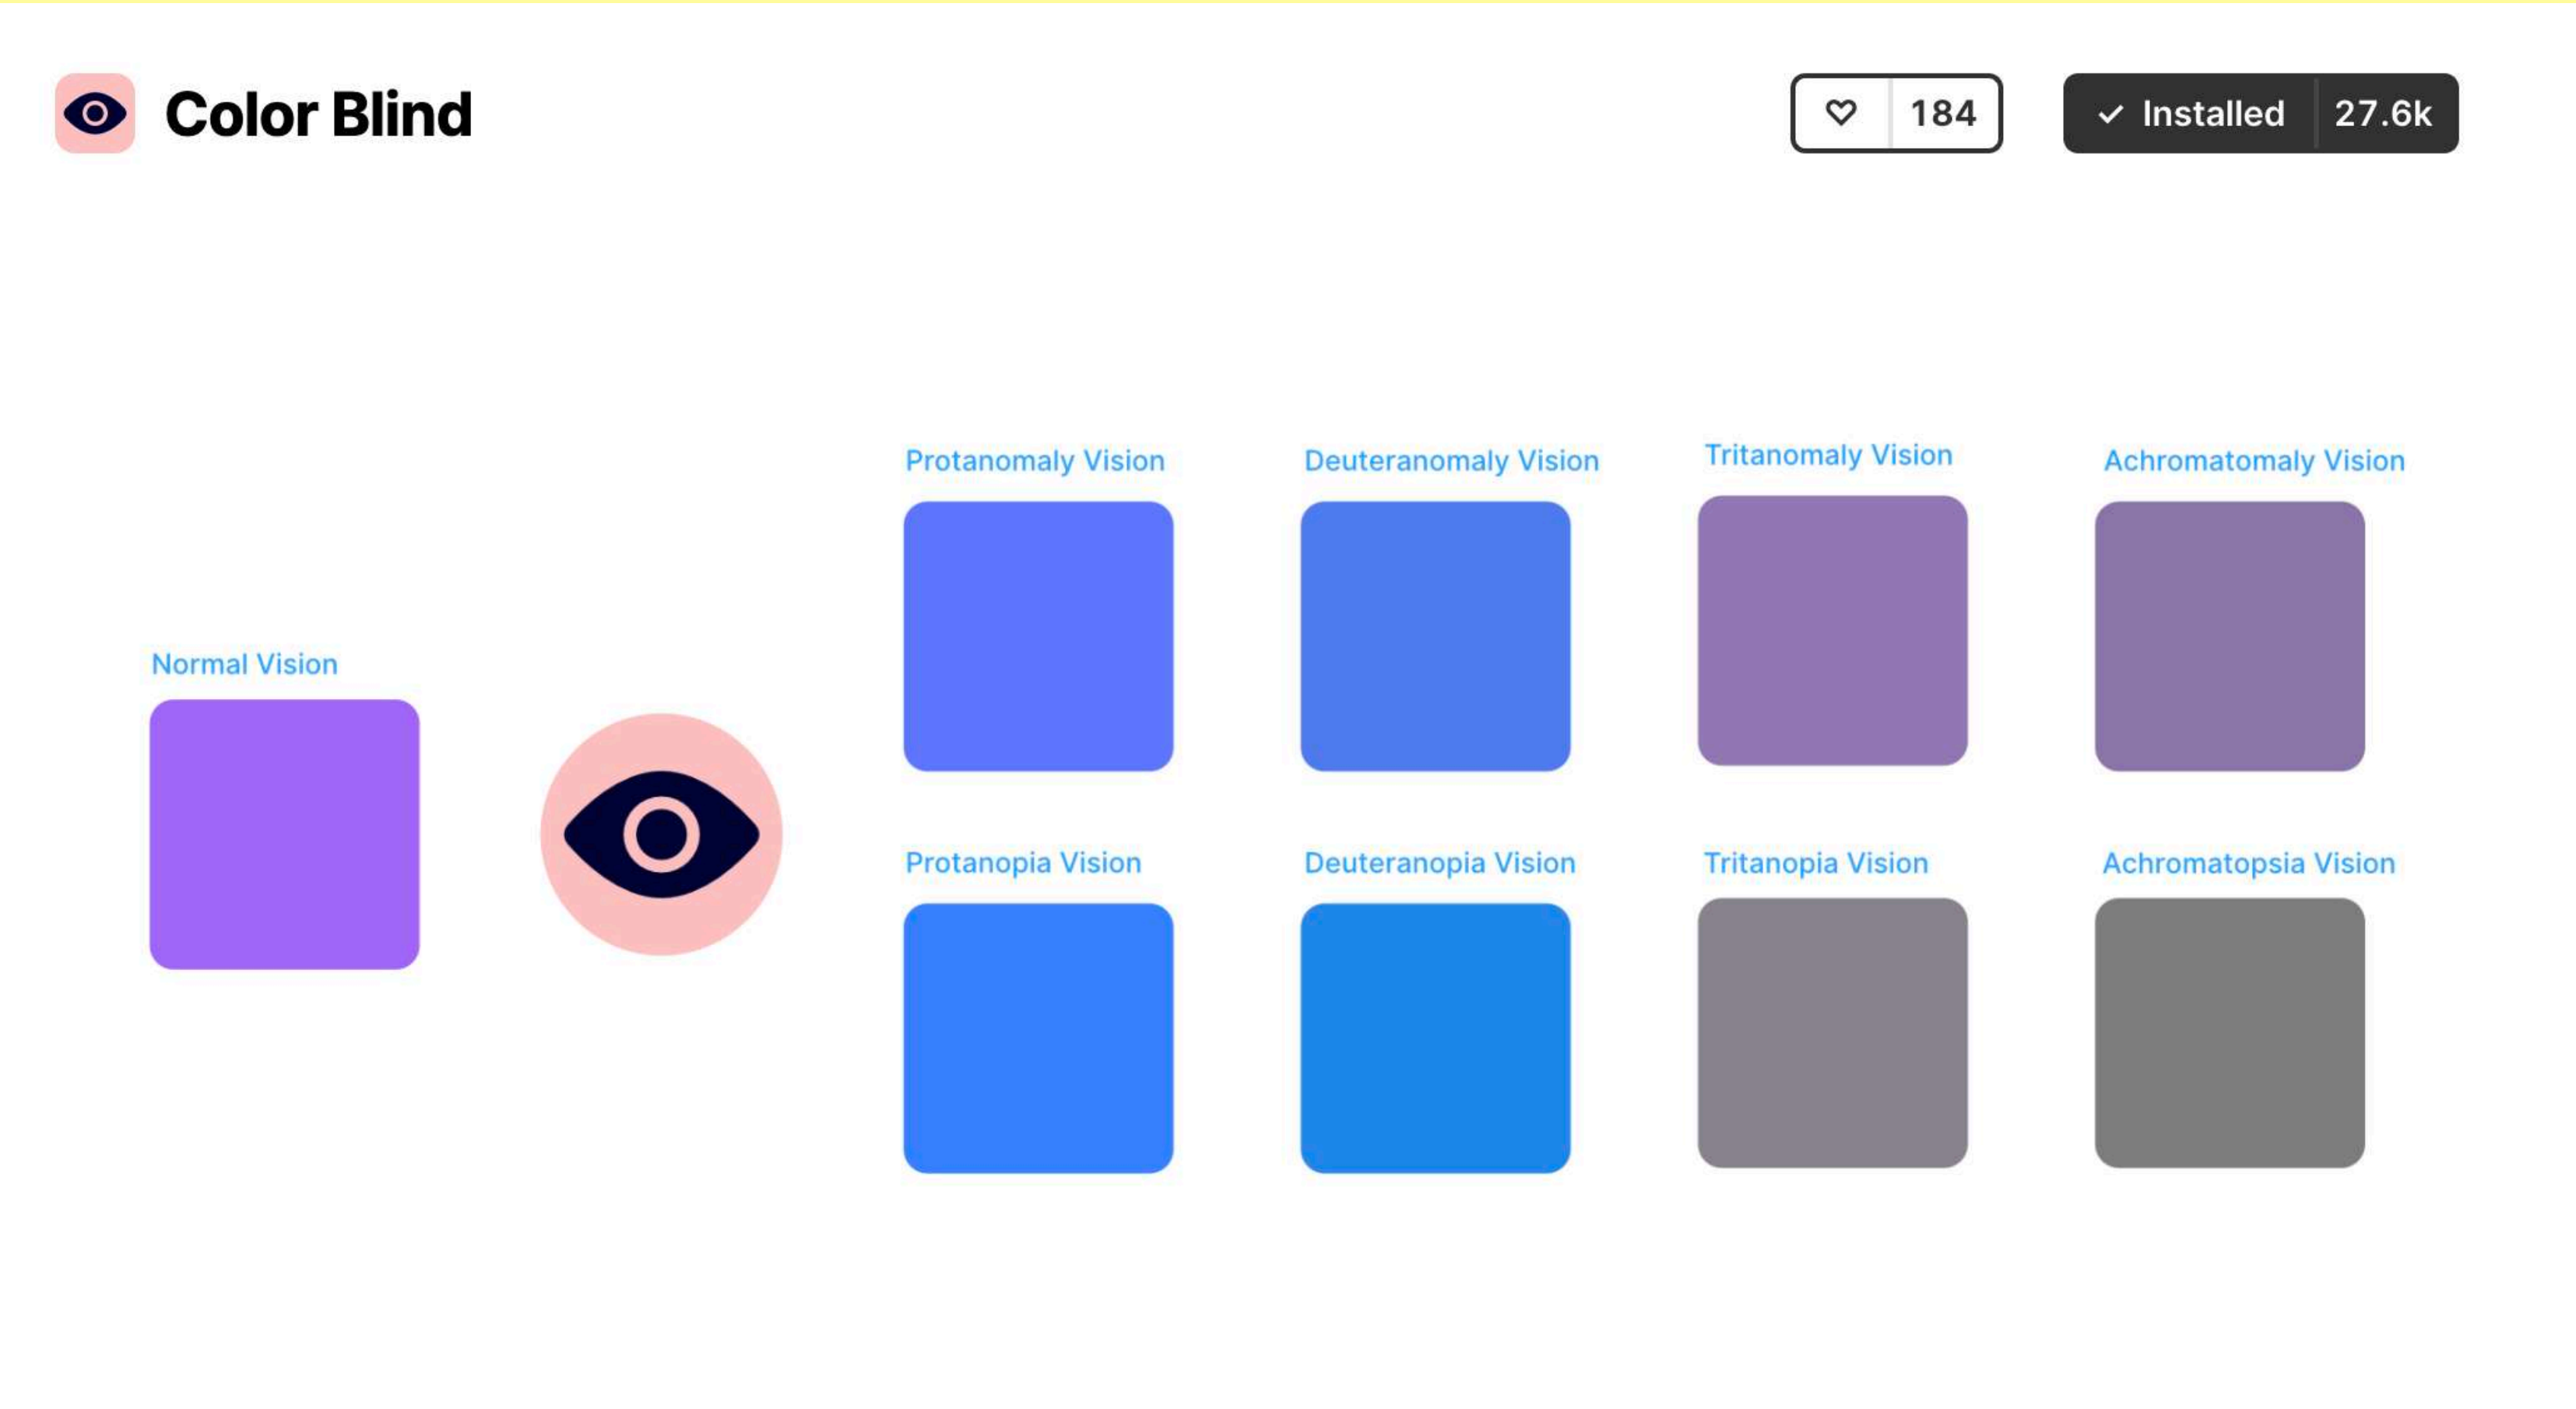 Color Blind
184
Installed 27.6k
Protanomaly Vision
Deuteranomaly Vision
Tritanomaly Vision
Achromatomaly Vision
Normal Vision
Protanopia Vision
Deuteranopia Vision
Tritanopia Vision
Achromatopsia Vision